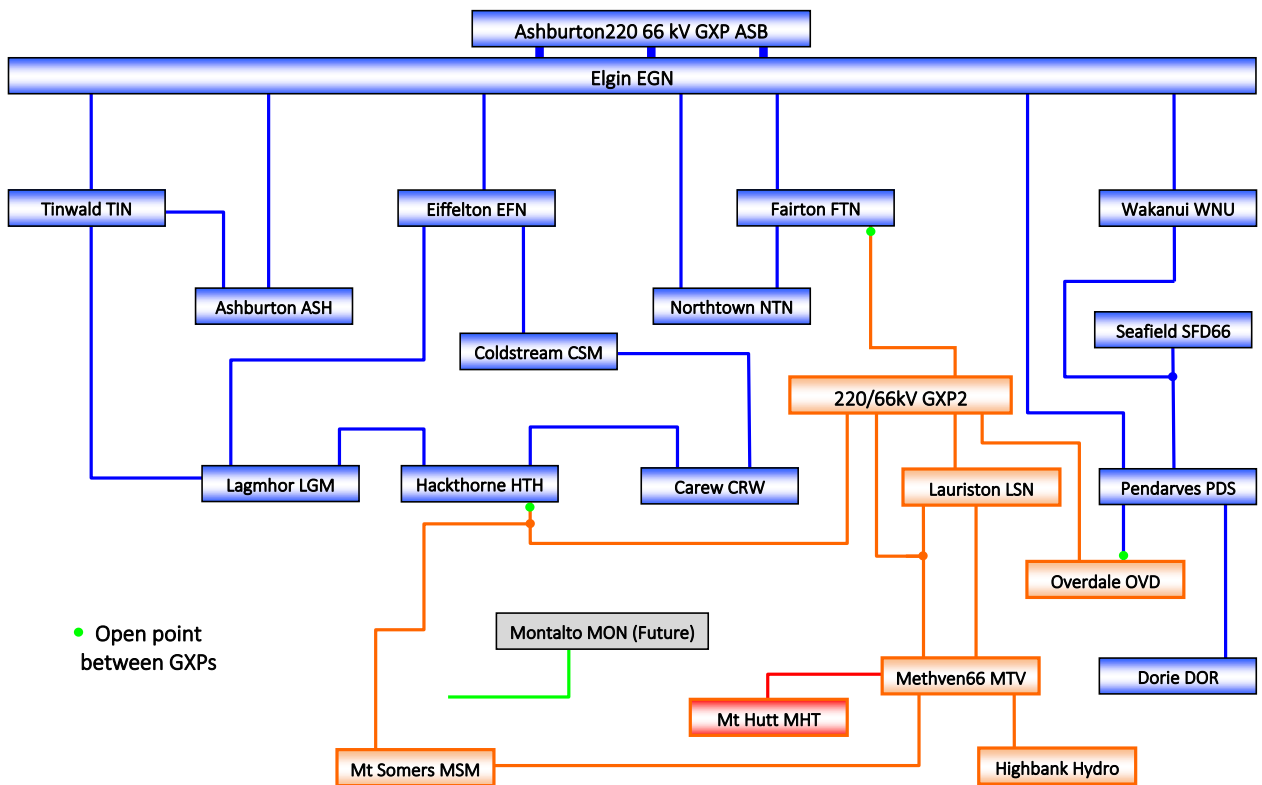 Ashburton220 66 kV GXP ASB
Elgin EGN
Tinwald TIN
Eiffelton EFN
Fairton FTN
Wakanui WNU
Ashburton ASH
Northtown NTN
Seafield SFD66
Coldstream CSM
220/66kV GXP2
Lagmhor LGM
Hackthorne HTH
Carew CRW
Lauriston LSN
Pendarves PDS
Overdale OVD
Open point
between GXPs
Montalto MON (Future)
Methven66 MTV
Dorie DOR
Mt Hutt MHT
Mt Somers MSM
Highbank Hydro